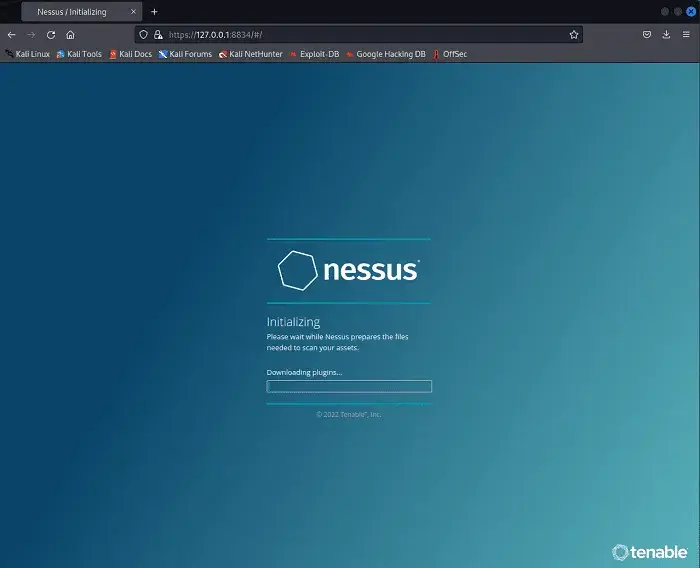 Nessus / Initializing
https://127.0.0.1:8834/#/
Kali Linux Kali Tools Kali Docs Kali Forums Kali NetHunter Exploit-DB Google Hacking DB OffSec
nessus
Initializing
Please wait while Nessus prepares the files
needed to scan your assets.
Downloading plugins...
© 2022 Tenable™, Inc.
tenable